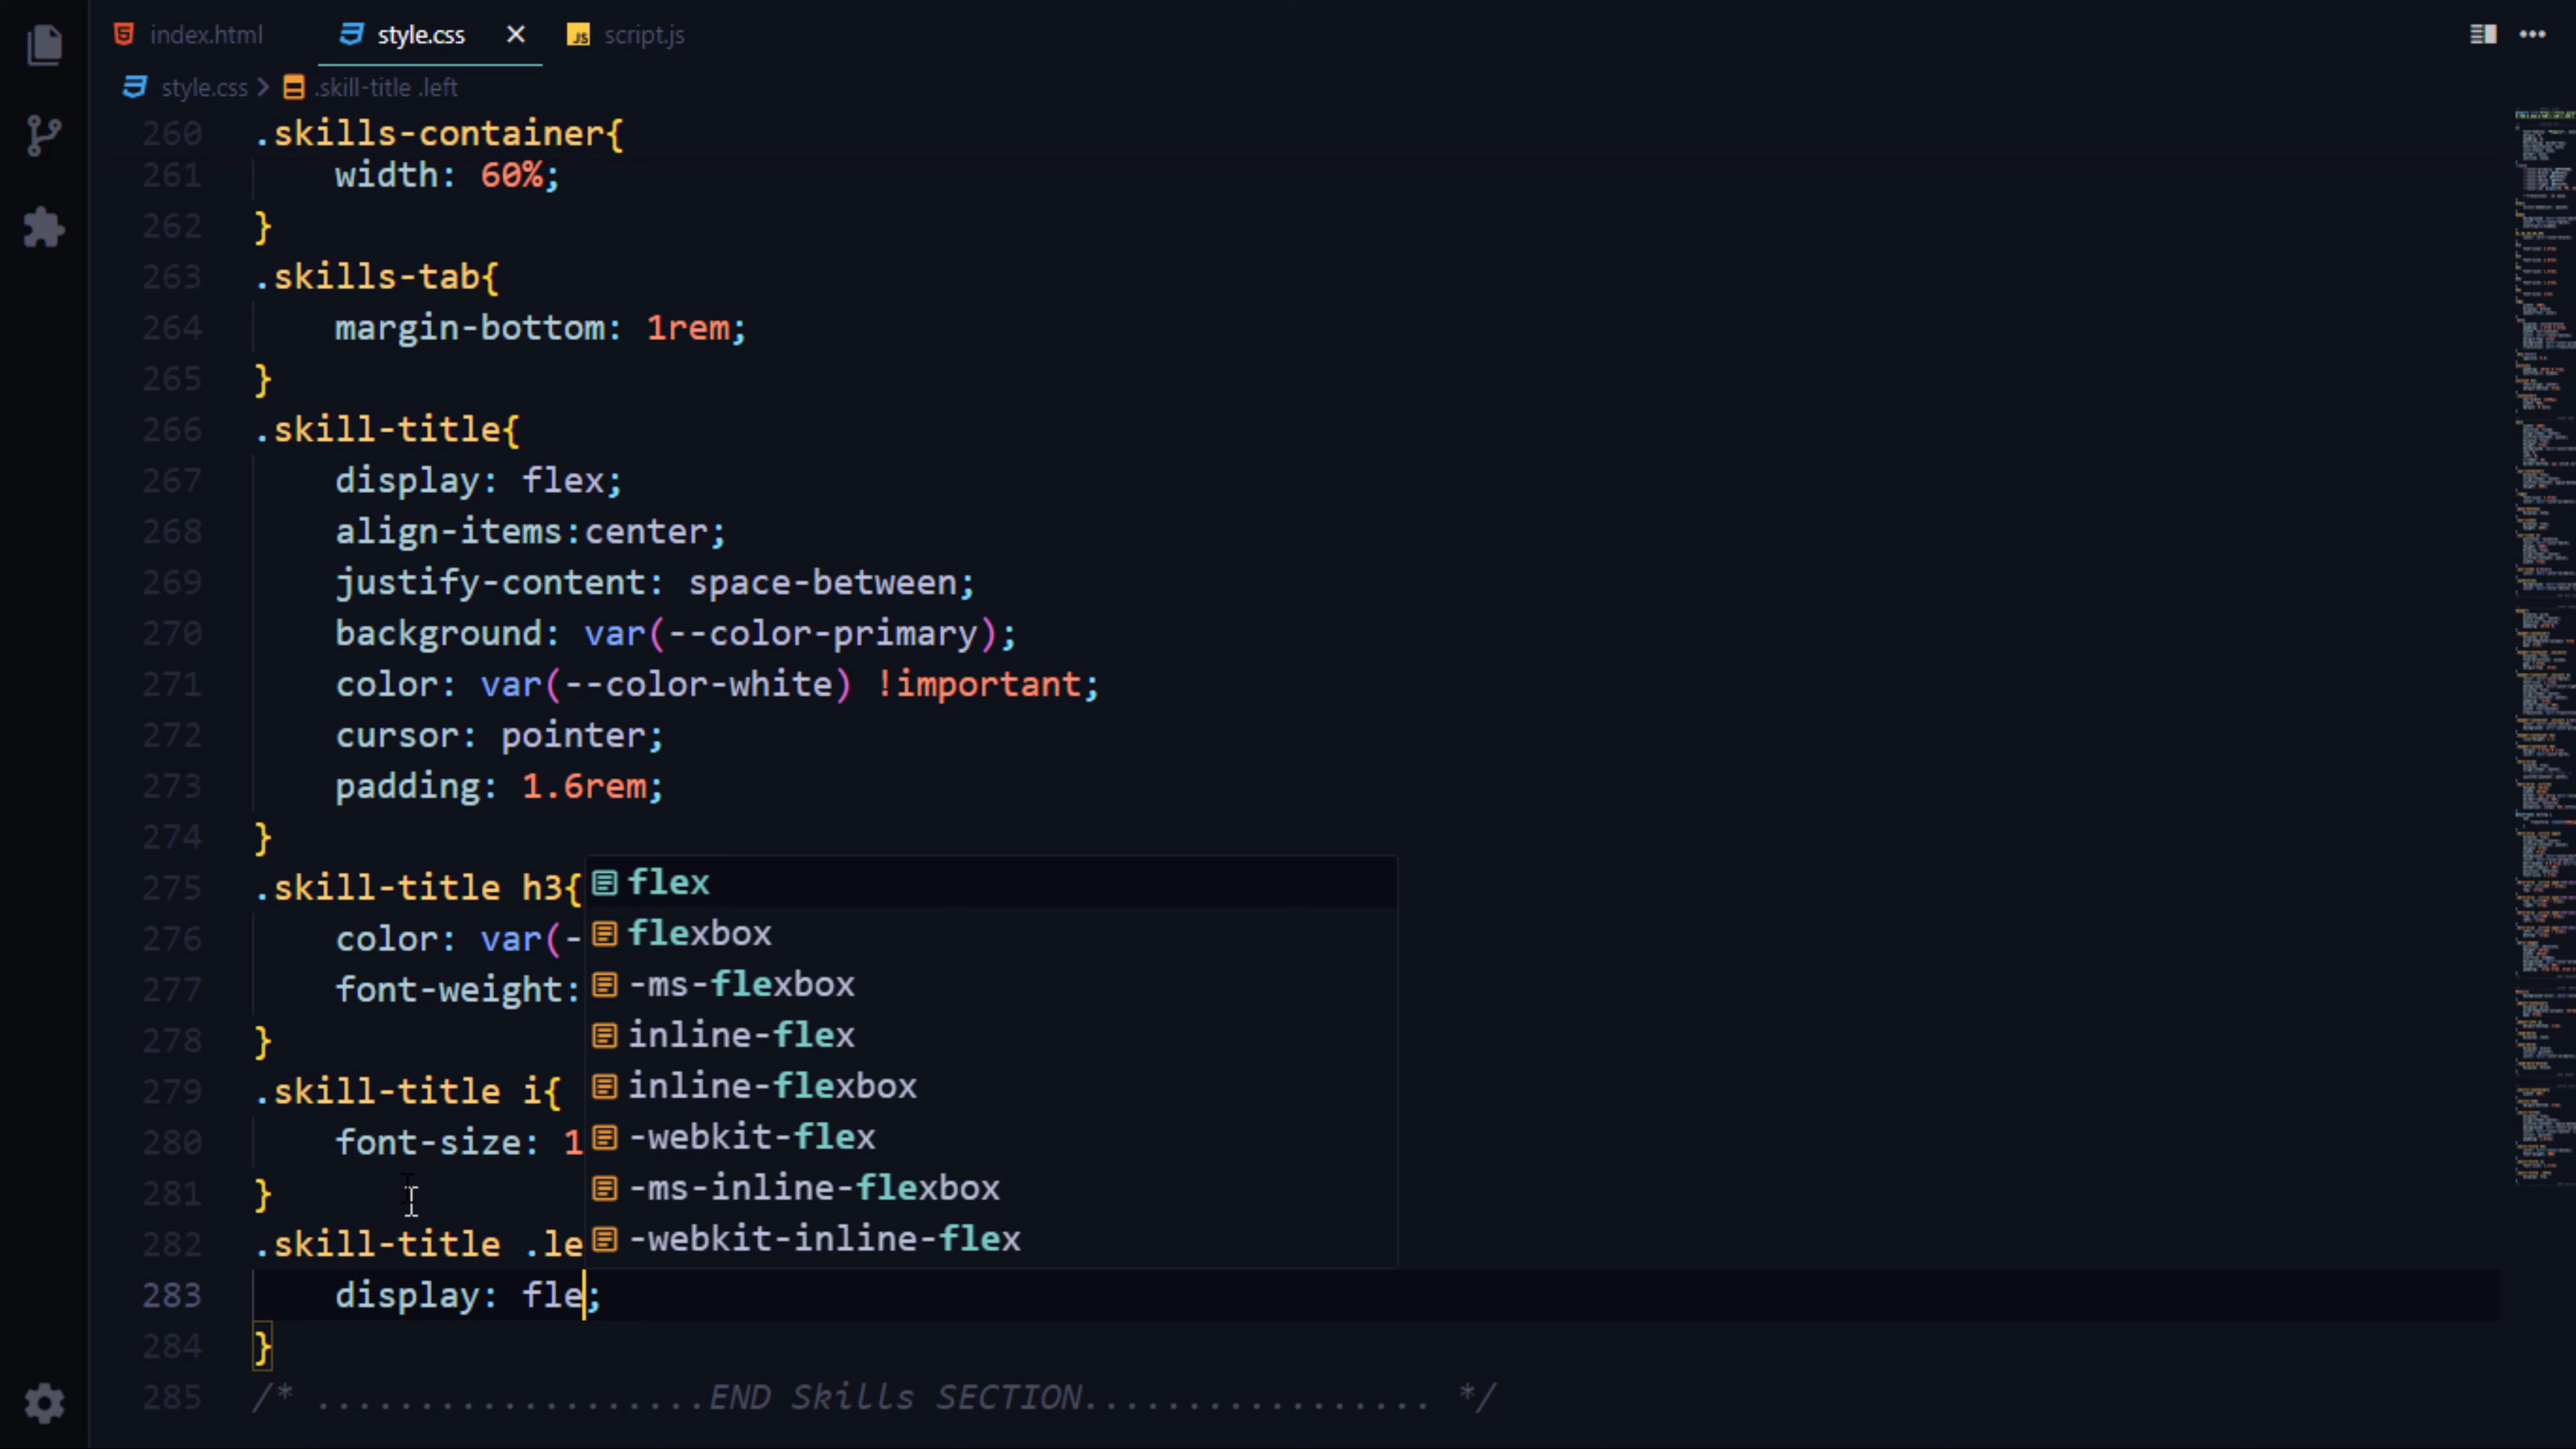 index.html style.css script.js
style.css > .skill-title .left
260 .skills-container{
261 width: 60%;
262 }
263 .skills-tab{
264 margin-bottom: 1rem;
265 }
266 .skill-title{
267 display: flex;
268 align-items:center;
269 justify-content: space-between;
270 background: var(--color-primary);
271 color: var(--color-white) !important;
272 cursor: pointer;
273 padding: 1.6rem;
274 }
275 .skill-title h3{ flex
276 color: var(- flexbox
277 font-weight: -ms-flexbox
278 } inline-flex
279 .skill-title i{ inline-flexbox
280 font-size: 1 -webkit-flex
281 } -ms-inline-flexbox
282 .skill-title .le -webkit-inline-flex
283 display: fle;
284 }
285 /* ...................END Skills SECTION................. */